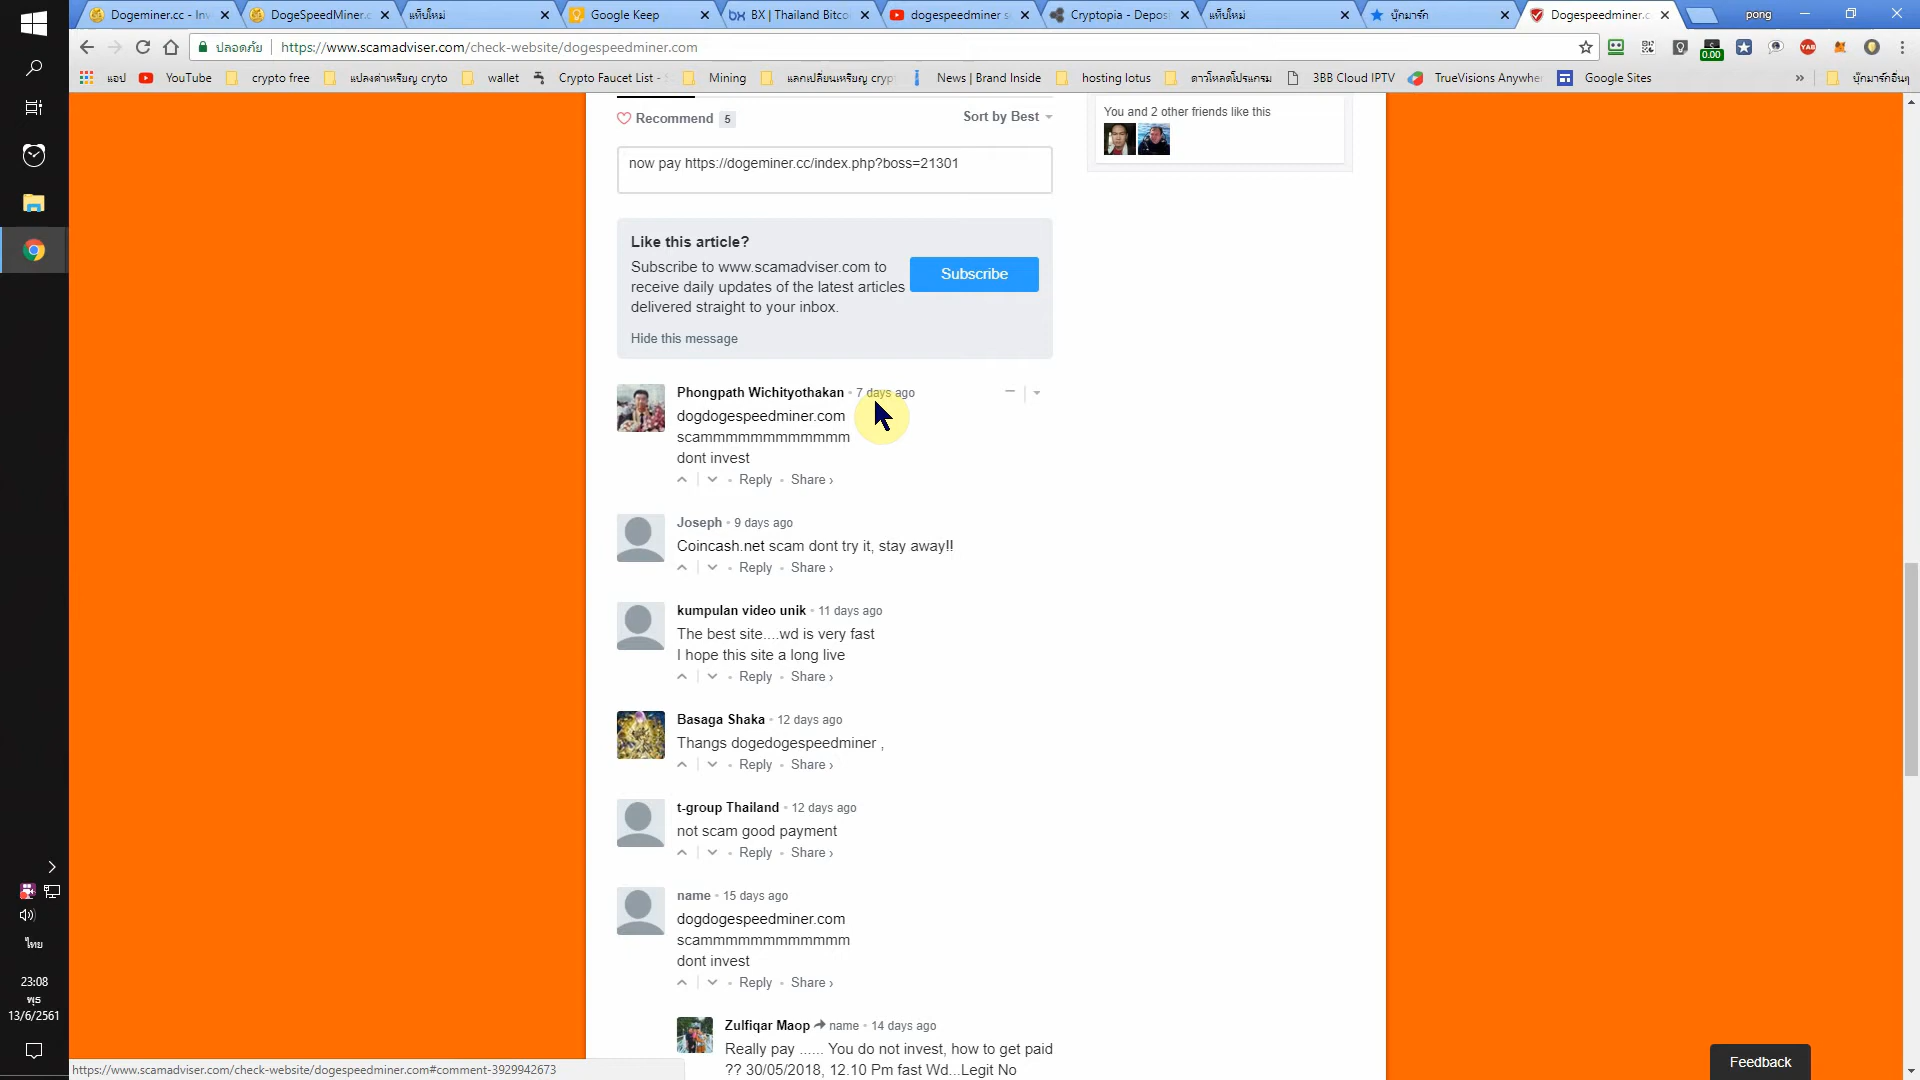 Dogeminer.cc - Inv
DogeSpeedMiner.c
แท็บใหม่
Google Keep
BX | Thailand Bitco
dogespeedminer s
Cryptopia - Depos
แท็บใหม่
บุ๊กมาร์ก
Dogespeedminer.c
pong
ปลอดภัย
https://www.scamadviser.com/check-website/dogespeedminer.com
แอป
YouTube
crypto free
แปลงค่าเหรียญ cryto
wallet
Crypto Faucet List -
Mining
แลกเปลี่ยนเหรียญ cryp
News | Brand Inside
hosting lotus
ดาวโหลดโปรแกรม
3BB Cloud IPTV
TrueVisions Anywhe
Google Sites
»
บุ๊กมาร์กอื่นๆ
0.00
YAB
Recommend 5
Sort by Best
You and 2 other friends like this
now pay https://dogeminer.cc/index.php?boss=21301
Like this article?
Subscribe to www.scamadviser.com to
receive daily updates of the latest articles
delivered straight to your inbox.
Subscribe
Hide this message
Phongpath Wichityothakan • 7 days ago
dogdogespeedminer.com
scammmmmmmmmmmm
dont invest
Reply • Share ›
Joseph • 9 days ago
Coincash.net scam dont try it, stay away!!
Reply • Share ›
kumpulan video unik • 11 days ago
The best site....wd is very fast
I hope this site a long live
Reply • Share ›
Basaga Shaka • 12 days ago
Thangs dogedogespeedminer ,
Reply • Share ›
t-group Thailand • 12 days ago
not scam good payment
Reply • Share ›
name • 15 days ago
dogdogespeedminer.com
scammmmmmmmmmmm
dont invest
Reply • Share ›
Zulfiqar Maop name • 14 days ago
Really pay ...... You do not invest, how to get paid
?? 30/05/2018, 12.10 Pm fast Wd...Legit No
Feedback
ไทย
23:08
พุธ
13/6/2561
https://www.scamadviser.com/check-website/dogespeedminer.com#comment-3929942673